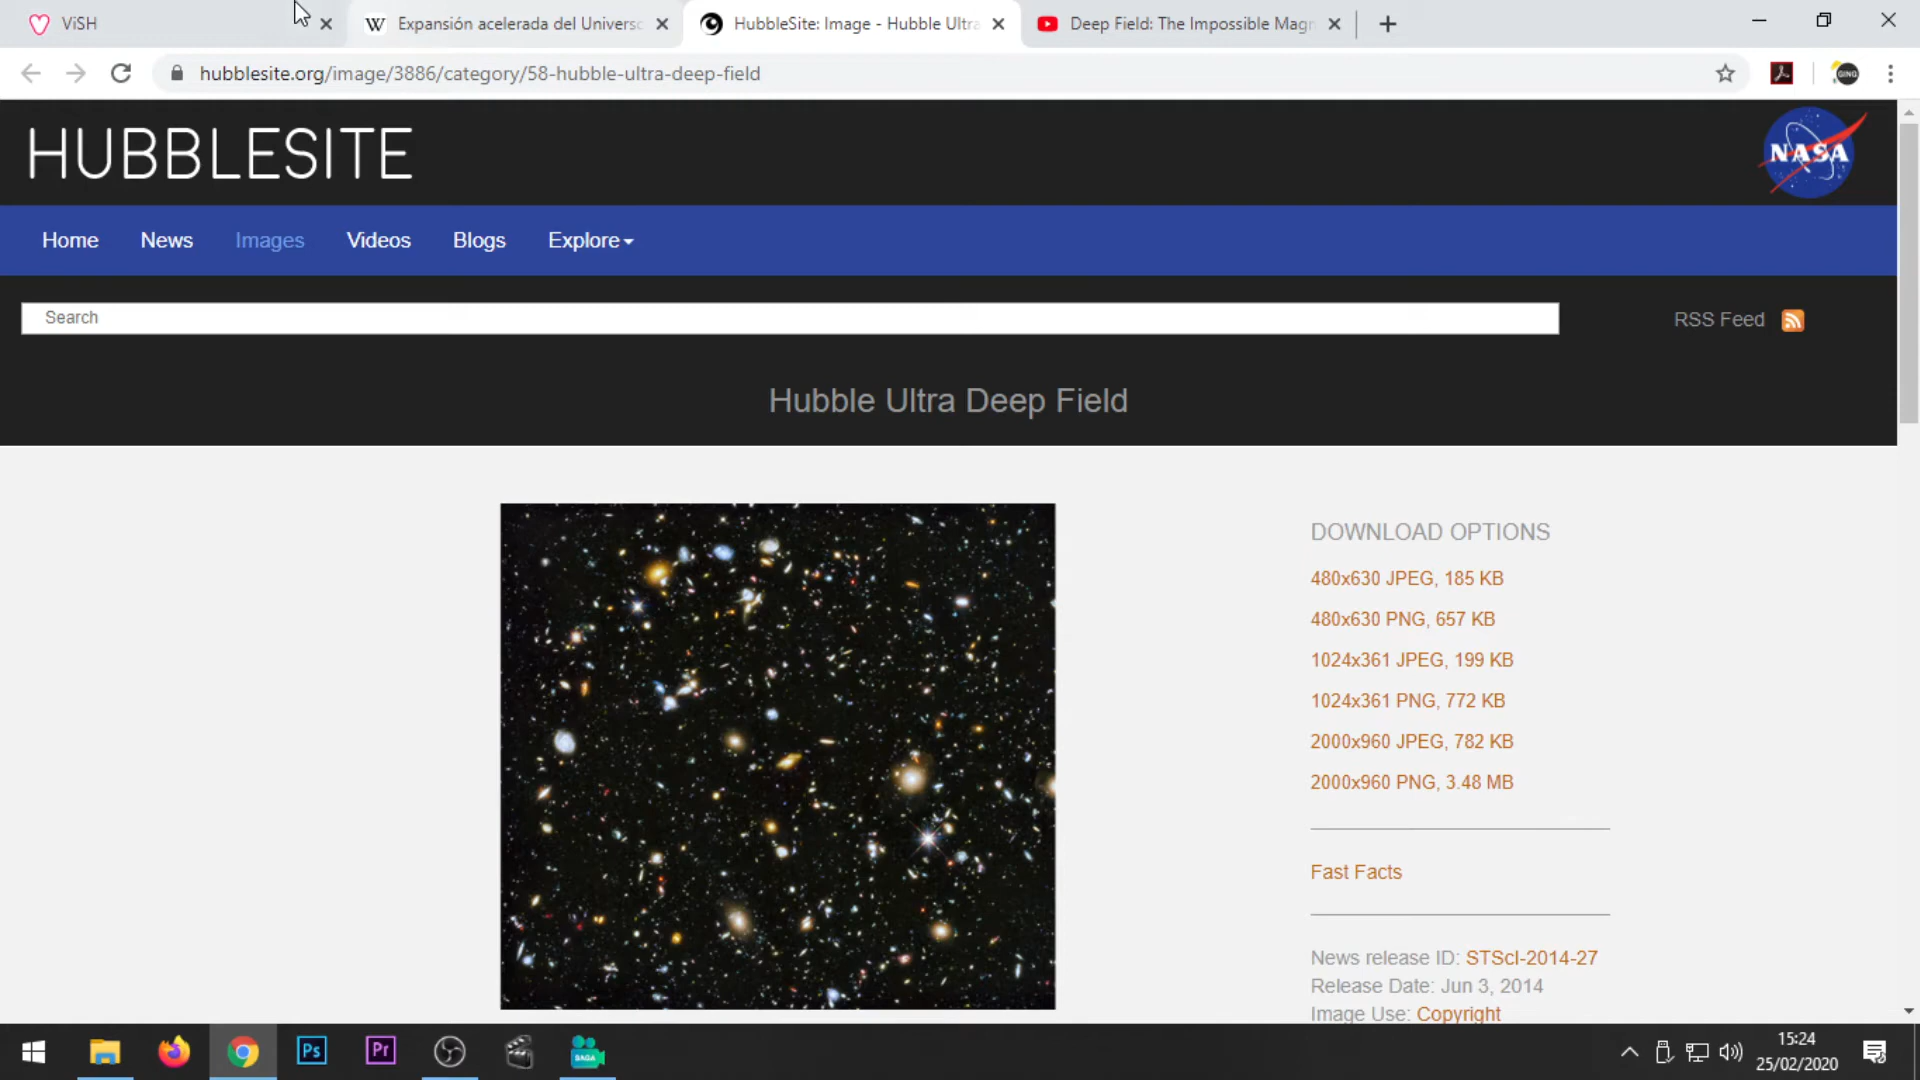 ViSH
Expansión acelerada del Universo
HubbleSite: Image - Hubble Ultra
Deep Field: The Impossible Magn
hubblesite.org/image/3886/category/58-hubble-ultra-deep-field
GING
HUBBLESITE
NASA
Home
News
Images
Videos
Blogs
Explore
Search
RSS Feed
Hubble Ultra Deep Field
DOWNLOAD OPTIONS
480x630 JPEG, 185 KB
480x630 PNG, 657 KB
1024x361 JPEG, 199 KB
1024x361 PNG, 772 KB
2000x960 JPEG, 782 KB
2000x960 PNG, 3.48 MB
Fast Facts
News release ID: STScI-2014-27
Release Date: Jun 3, 2014
Image Use: Copyright
Ps
Pr
SAGA
15:24
25/02/2020